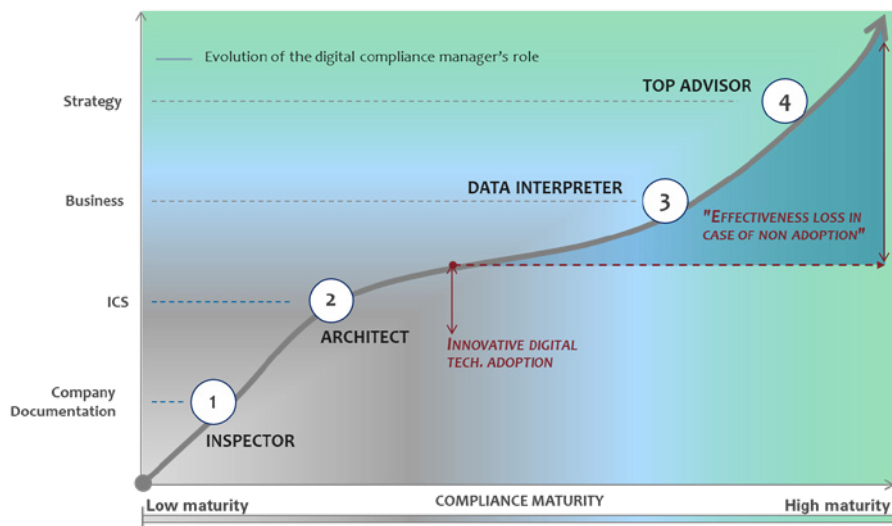 Evolution of the digital compliance manager's role
Strategy
TOP ADVISOR
4
Business
DATA INTERPRETER
3
"EFFECTIVENESS LOSS IN
CASE OF NON ADOPTION"
ICS
2
ARCHITECT
INNOVATIVE DIGITAL
TECH. ADOPTION
Company
Documentation
1
INSPECTOR
Low maturity
COMPLIANCE MATURITY
High maturity